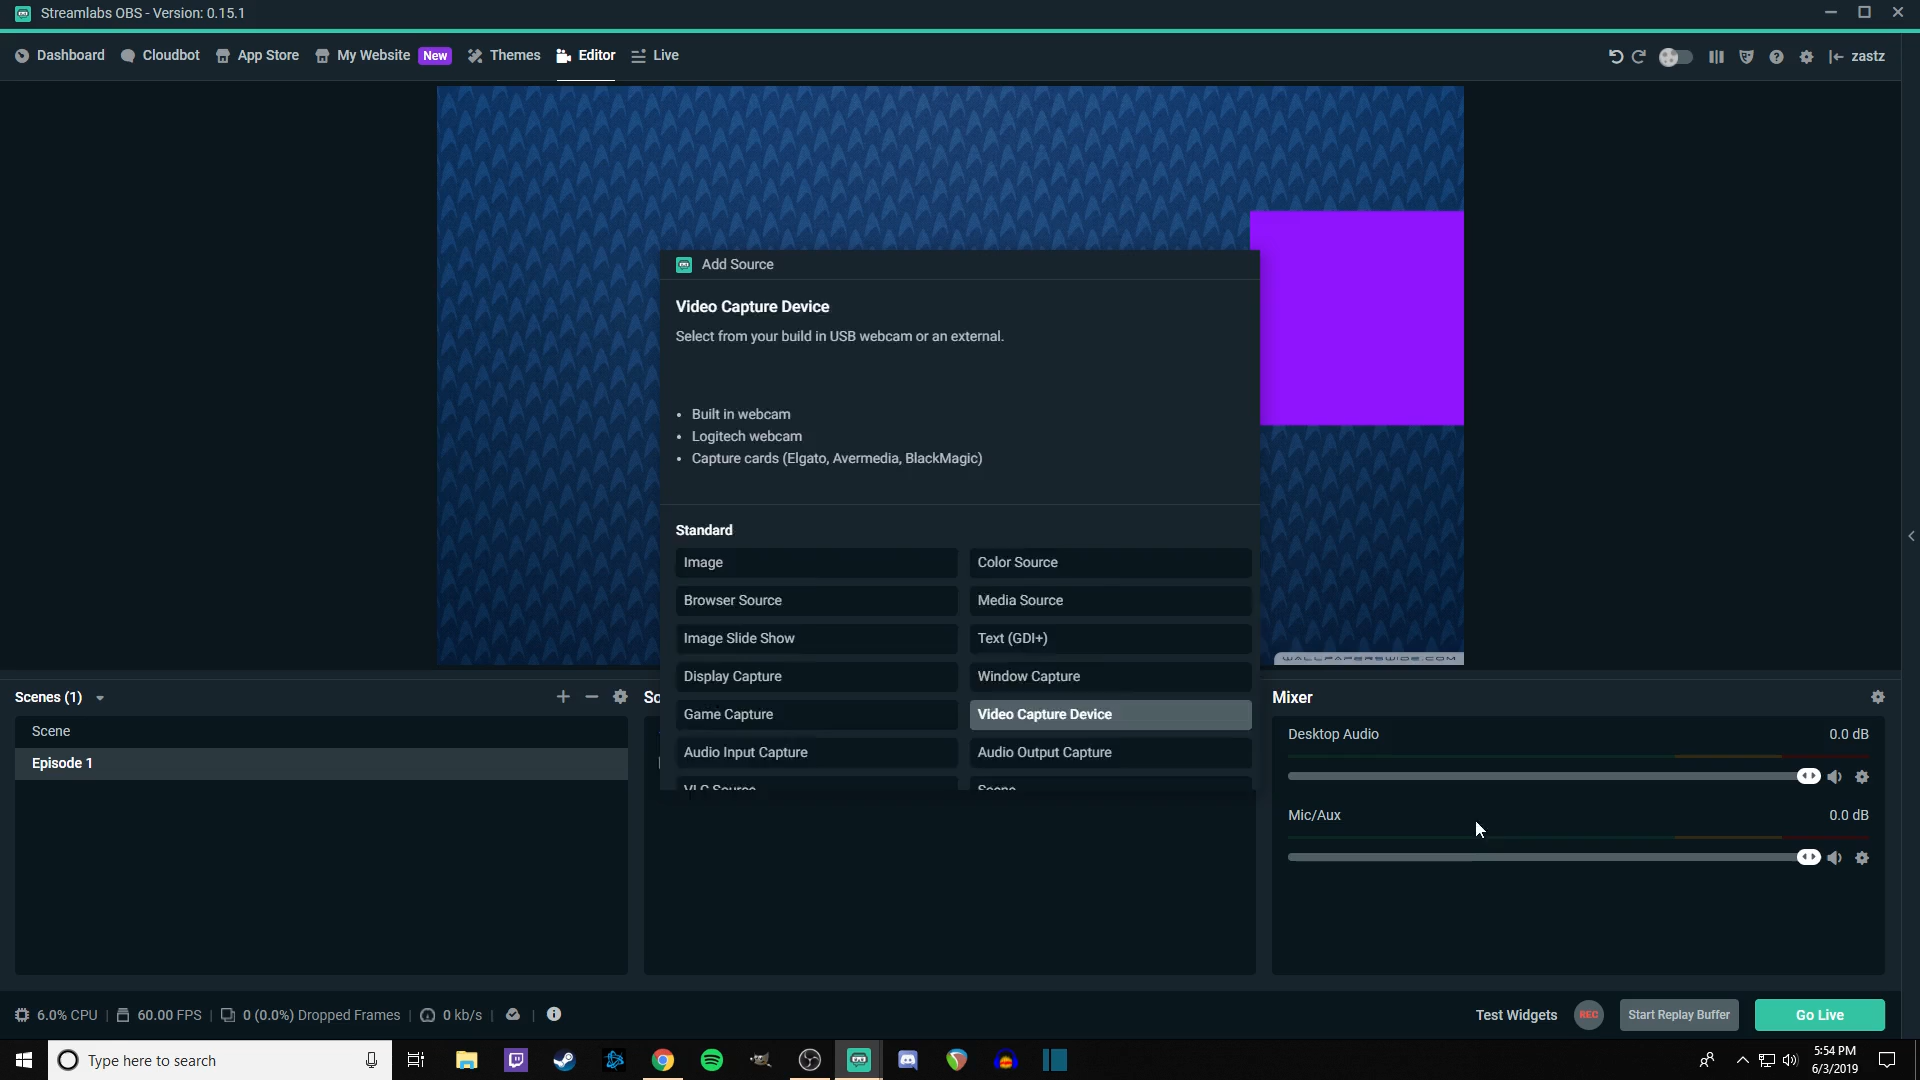 Streamlabs OBS - Version: 0.15.1
Dashboard Cloudbot App Store My Website New Themes Editor Live zastz
Add Source
Video Capture Device
Select from your build in USB webcam or an external.
• Built in webcam
• Logitech webcam
• Capture cards (Elgato, Avermedia, BlackMagic)
Standard
Image Color Source
Browser Source Media Source
Image Slide Show Text (GDI+)
Display Capture Window Capture
Game Capture Video Capture Device
Audio Input Capture Audio Output Capture
VLC Source Scene
WALLPAPERSWIDE.COM
Scenes (1) So Mixer
Scene
Episode 1
Desktop Audio 0.0 dB
Mic/Aux 0.0 dB
6.0% CPU 60.00 FPS 0 (0.0%) Dropped Frames 0 kb/s Test Widgets REC Start Replay Buffer Go Live
Type here to search
5:54 PM
6/3/2019